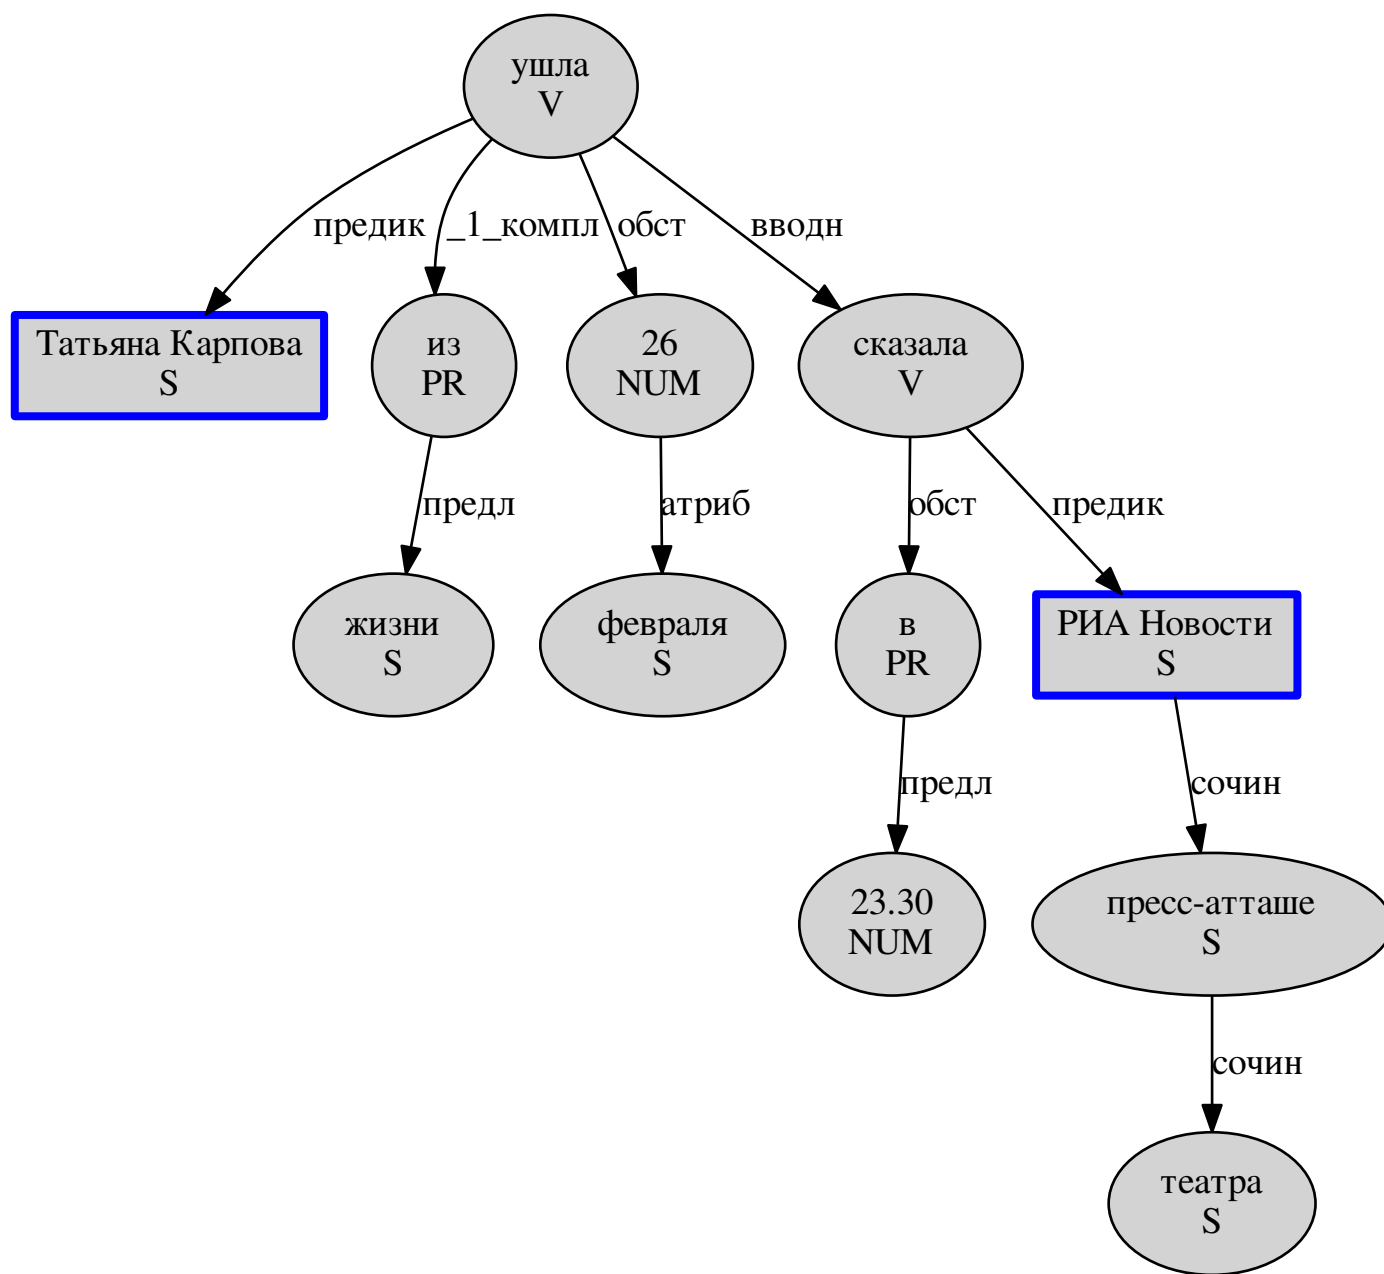 ушла
V
предик
_1_компл
обст
вводн
Татьяна Карпова
S
из
PR
26
NUM
сказала
V
предл
атриб
обст
предик
жизни
S
февраля
S
в
PR
РИА Новости
S
предл
сочин
23.30
NUM
пресс-атташе
S
сочин
театра
S